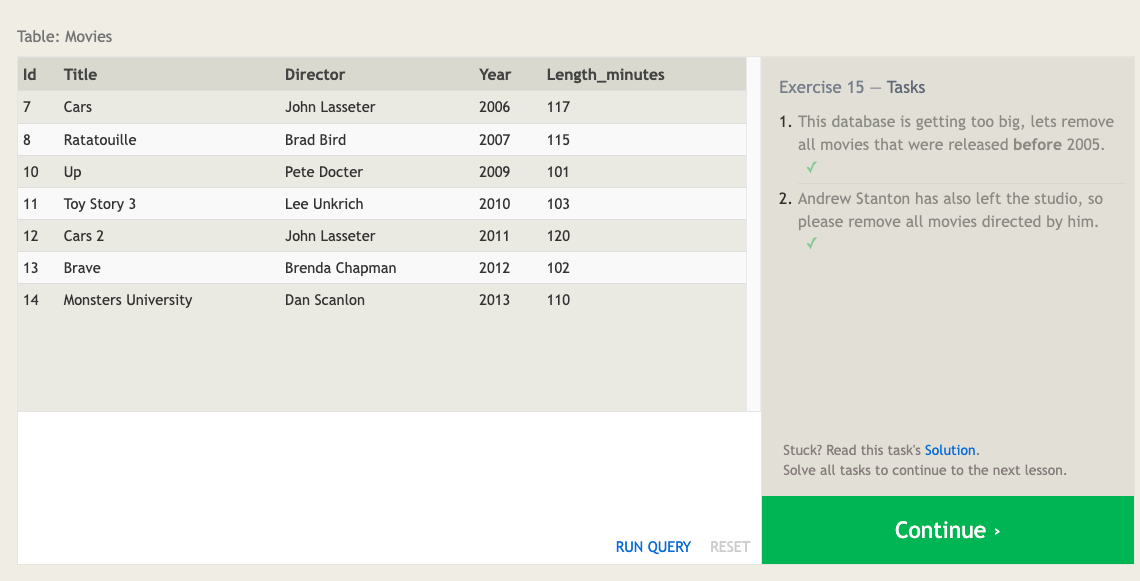 Table: Movies
Id Title Director Year Length_minutes
7 Cars John Lasseter 2006 117
8 Ratatouille Brad Bird 2007 115
10 Up Pete Docter 2009 101
11 Toy Story 3 Lee Unkrich 2010 103
12 Cars 2 John Lasseter 2011 120
13 Brave Brenda Chapman 2012 102
14 Monsters University Dan Scanlon 2013 110
RUN QUERY RESET
Exercise 15 — Tasks
1. This database is getting too big, lets remove
all movies that were released before 2005.
✓
2. Andrew Stanton has also left the studio, so
please remove all movies directed by him.
✓
Stuck? Read this task's Solution.
Solve all tasks to continue to the next lesson.
Continue ›